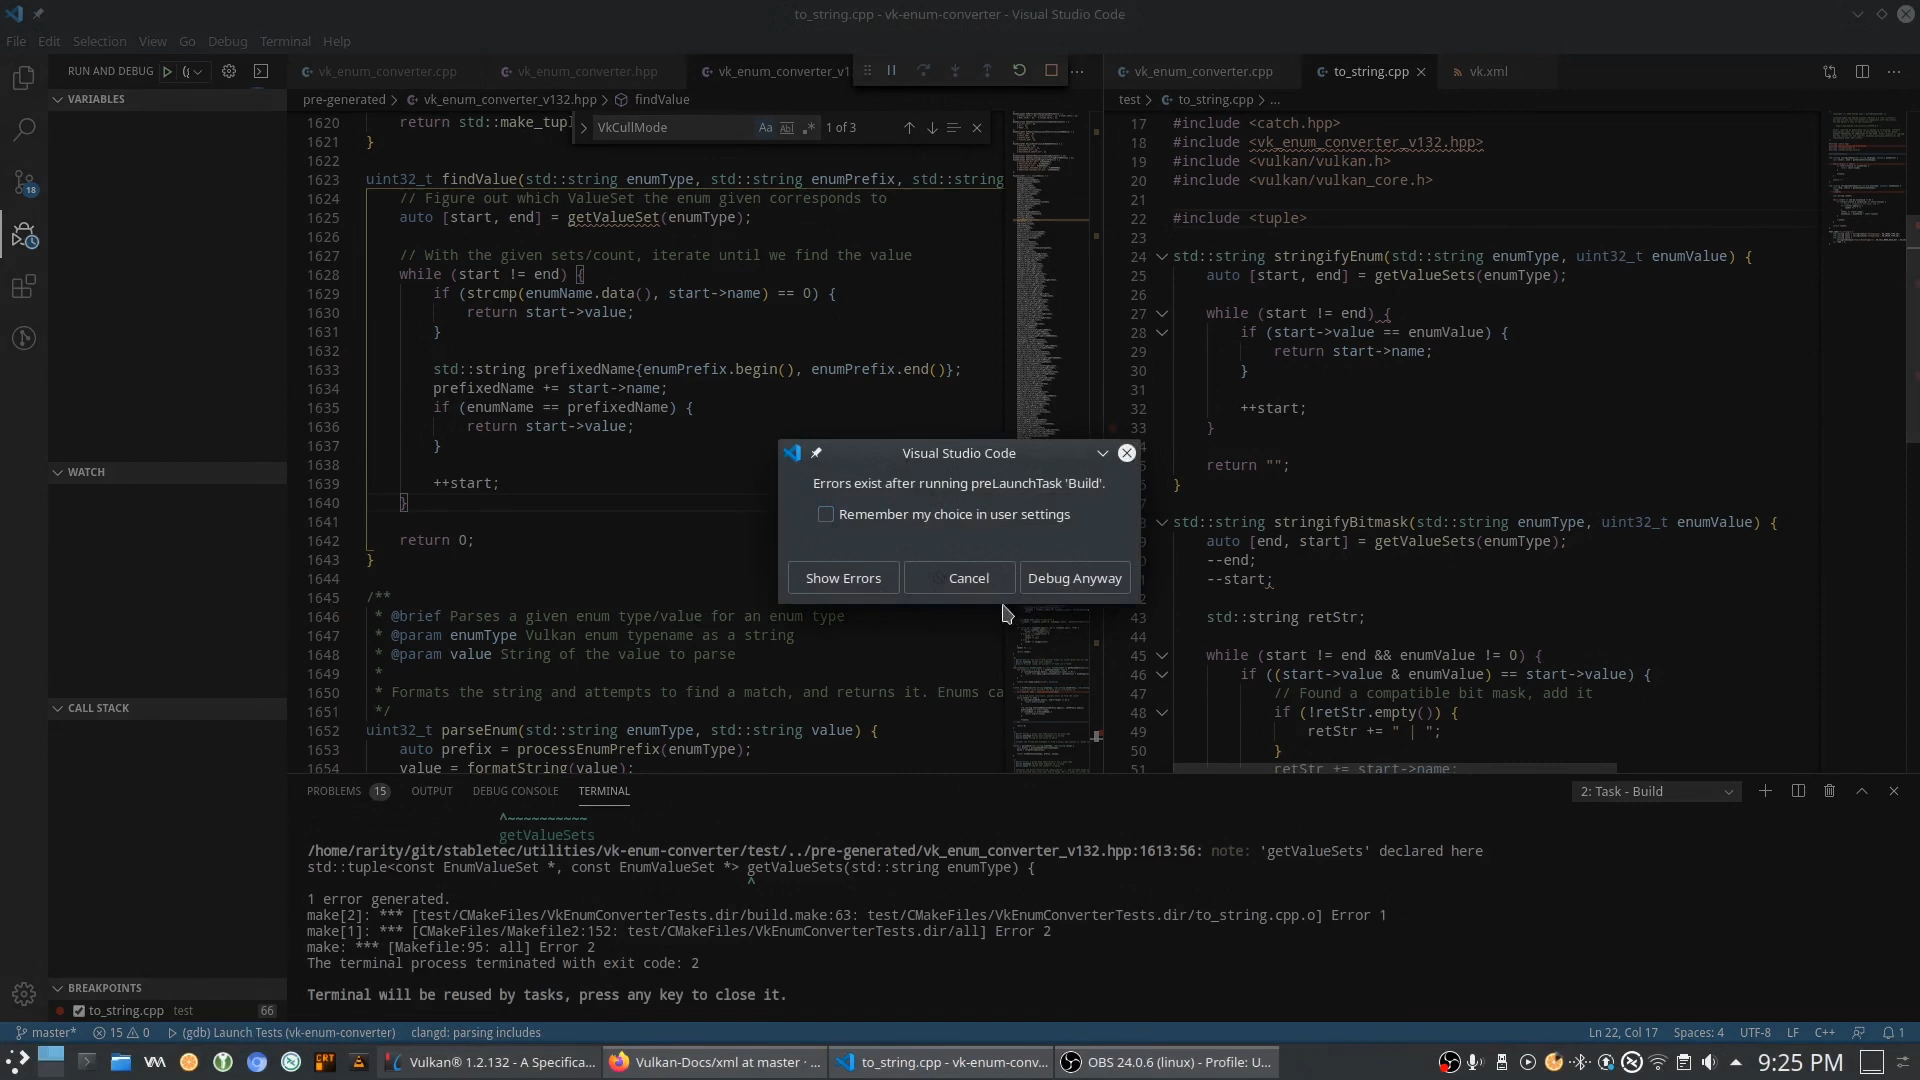 to_string.cpp - vk-enum-converter - Visual Studio Code
File Edit Selection View Go Debug Terminal Help
RUN AND DEBUG
vk_enum_converter.cpp
vk_enum_converter.hpp
vk_enum_converter_v1
vk_enum_converter.cpp
to_string.cpp
vk.xml
VARIABLES
WATCH
CALL STACK
BREAKPOINTS
to_string.cpp test 66
18
pre-generated > vk_enum_converter_v132.hpp > findValue
VkCullMode Aa Abl .* 1 of 3
1620 return std::make_tupl
1621 }
1622
1623 uint32_t findValue(std::string enumType, std::string enumPrefix, std::string
1624 // Figure out which ValueSet the enum given corresponds to
1625 auto [start, end] = getValueSet(enumType);
1626
1627 // With the given sets/count, iterate until we find the value
1628 while (start != end) {
1629 if (strcmp(enumName.data(), start->name) == 0) {
1630 return start->value;
1631 }
1632
1633 std::string prefixedName{enumPrefix.begin(), enumPrefix.end()};
1634 prefixedName += start->name;
1635 if (enumName == prefixedName) {
1636 return start->value;
1637 }
1638
1639 ++start;
1640 }
1641
1642 return 0;
1643 }
1644
1645 /**
1646 * @brief Parses a given enum type/value for an enum type
1647 * @param enumType Vulkan enum typename as a string
1648 * @param value String of the value to parse
1649 *
1650 * Formats the string and attempts to find a match, and returns it. Enums ca
1651 */
1652 uint32_t parseEnum(std::string enumType, std::string value) {
1653 auto prefix = processEnumPrefix(enumType);
1654 value = formatString(value);
test > to_string.cpp > ...
17 #include <catch.hpp>
18 #include <vk_enum_converter_v132.hpp>
19 #include <vulkan/vulkan.h>
20 #include <vulkan/vulkan_core.h>
21
22 #include <tuple>
23
24 std::string stringifyEnum(std::string enumType, uint32_t enumValue) {
25 auto [start, end] = getValueSets(enumType);
26
27 while (start != end) {
28 if (start->value == enumValue) {
29 return start->name;
30 }
31
32 ++start;
33 }
return "";
}
std::string stringifyBitmask(std::string enumType, uint32_t enumValue) {
auto [end, start] = getValueSets(enumType);
--end;
--start;
43 std::string retStr;
44
45 while (start != end && enumValue != 0) {
46 if ((start->value & enumValue) == start->value) {
47 // Found a compatible bit mask, add it
48 if (!retStr.empty()) {
49 retStr += " | ";
50 }
51 retStr += start->name;
Visual Studio Code
Errors exist after running preLaunchTask 'Build'.
Remember my choice in user settings
Show Errors Cancel Debug Anyway
PROBLEMS 15 OUTPUT DEBUG CONSOLE TERMINAL 2: Task - Build
^~~~~~~~~~~
getValueSets
/home/rarity/git/stabletec/utilities/vk-enum-converter/test/../pre-generated/vk_enum_converter_v132.hpp:1613:56: note: 'getValueSets' declared here
std::tuple<const EnumValueSet *, const EnumValueSet *> getValueSets(std::string enumType) {
^
1 error generated.
make[2]: *** [test/CMakeFiles/VkEnumConverterTests.dir/build.make:63: test/CMakeFiles/VkEnumConverterTests.dir/to_string.cpp.o] Error 1
make[1]: *** [CMakeFiles/Makefile2:152: test/CMakeFiles/VkEnumConverterTests.dir/all] Error 2
make: *** [Makefile:95: all] Error 2
The terminal process terminated with exit code: 2
Terminal will be reused by tasks, press any key to close it.
master* 15 0 (gdb) Launch Tests (vk-enum-converter) clangd: parsing includes Ln 22, Col 17 Spaces: 4 UTF-8 LF C++ 1
CRT Vulkan® 1.2.132 - A Specifica... Vulkan-Docs/xml at master · ... to_string.cpp - vk-enum-conv... OBS 24.0.6 (linux) - Profile: U... 9:25 PM